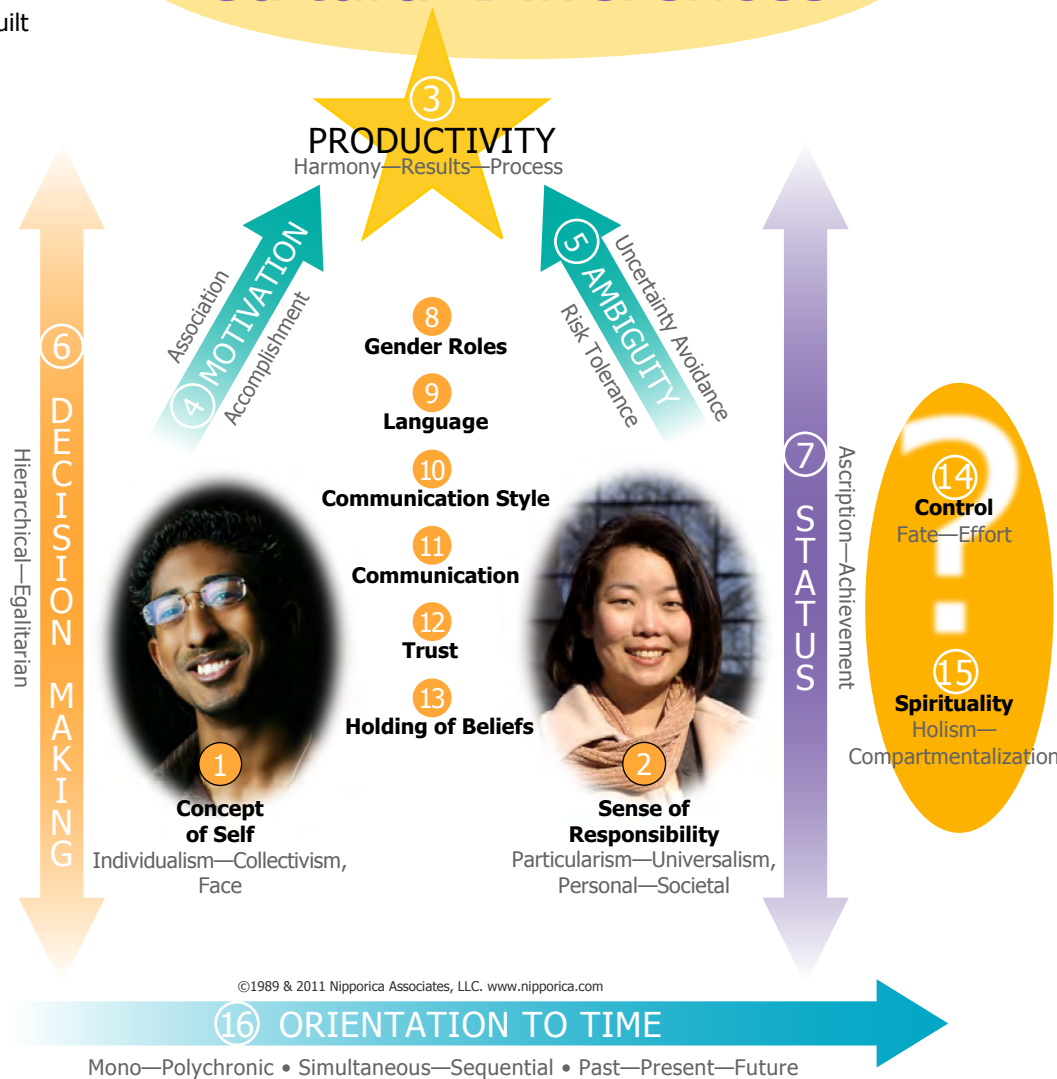 uilt
3
PRODUCTIVITY
Harmony—Results—Process
4 MOTIVATION
Association
Accomplishment
5 AMBIGUITY
Uncertainty Avoidance
Risk Tolerance
6 DECISION MAKING
Hierarchical—Egalitarian
7 STATUS
Ascription—Achievement
8
Gender Roles
9
Language
10
Communication Style
11
Communication
12
Trust
13
Holding of Beliefs
?
14
Control
Fate—Effort
15
Spirituality
Holism—
Compartmentalization
1
Concept
of Self
Individualism—Collectivism,
Face
2
Sense of
Responsibility
Particularism—Universalism,
Personal—Societal
©1989 & 2011 Nipporica Associates, LLC. www.nipporica.com
16 ORIENTATION TO TIME
Mono—Polychronic • Simultaneous—Sequential • Past—Present—Future